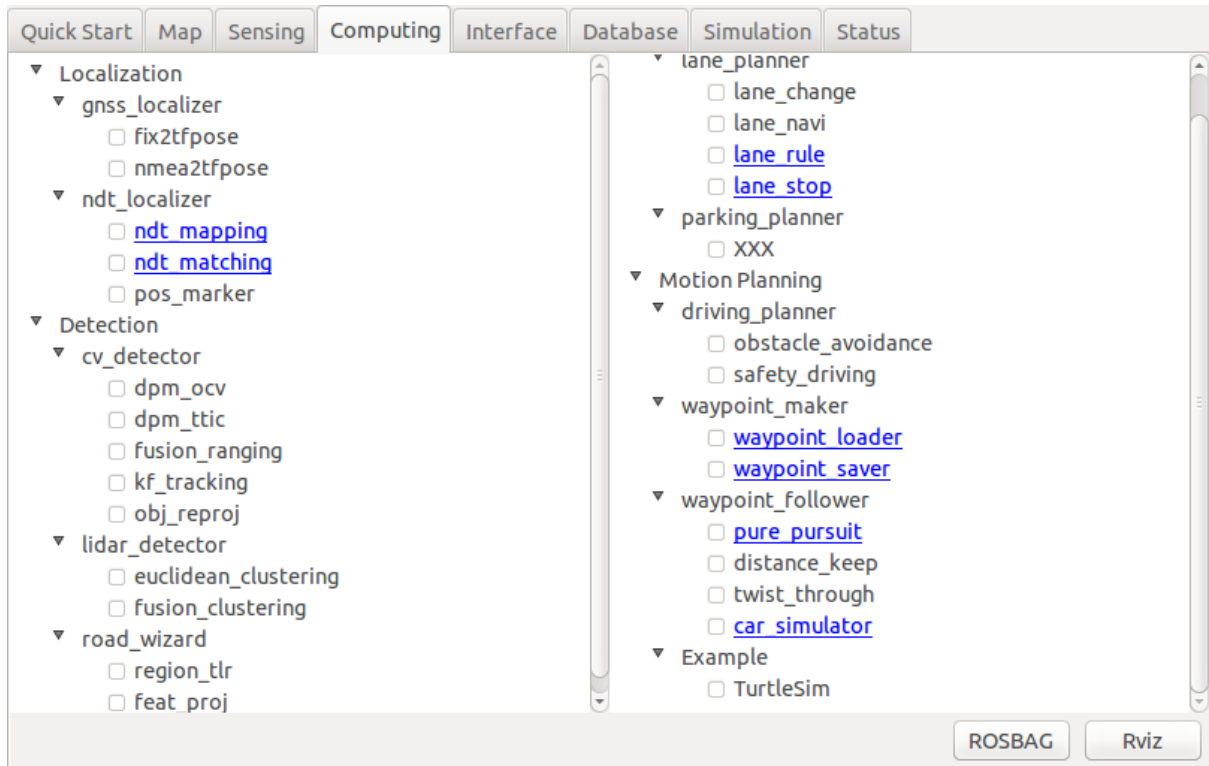 Quick Start Map Sensing Computing Interface Database Simulation Status
Localization
gnss_localizer
fix2tfpose
nmea2tfpose
ndt_localizer
ndt_mapping
ndt_matching
pos_marker
Detection
cv_detector
dpm_ocv
dpm_ttic
fusion_ranging
kf_tracking
obj_reproj
lidar_detector
euclidean_clustering
fusion_clustering
road_wizard
region_tlr
feat_proj
lane_planner
lane_change
lane_navi
lane_rule
lane_stop
parking_planner
XXX
Motion Planning
driving_planner
obstacle_avoidance
safety_driving
waypoint_maker
waypoint_loader
waypoint_saver
waypoint_follower
pure_pursuit
distance_keep
twist_through
car_simulator
Example
TurtleSim
ROSBAG Rviz